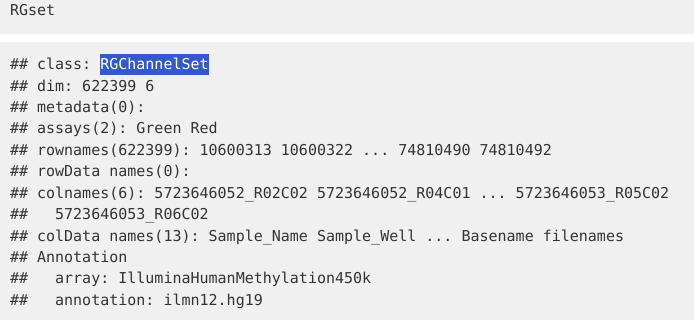 RGset
## class: RGChannelSet
## dim: 622399 6
## metadata(0):
## assays(2): Green Red
## rownames(622399): 10600313 10600322 ... 74810490 74810492
## rowData names(0):
## colnames(6): 5723646052_R02C02 5723646052_R04C01 ... 5723646053_R05C02
##   5723646053_R06C02
## colData names(13): Sample_Name Sample_Well ... Basename filenames
## Annotation
##   array: IlluminaHumanMethylation450k
##   annotation: ilmn12.hg19